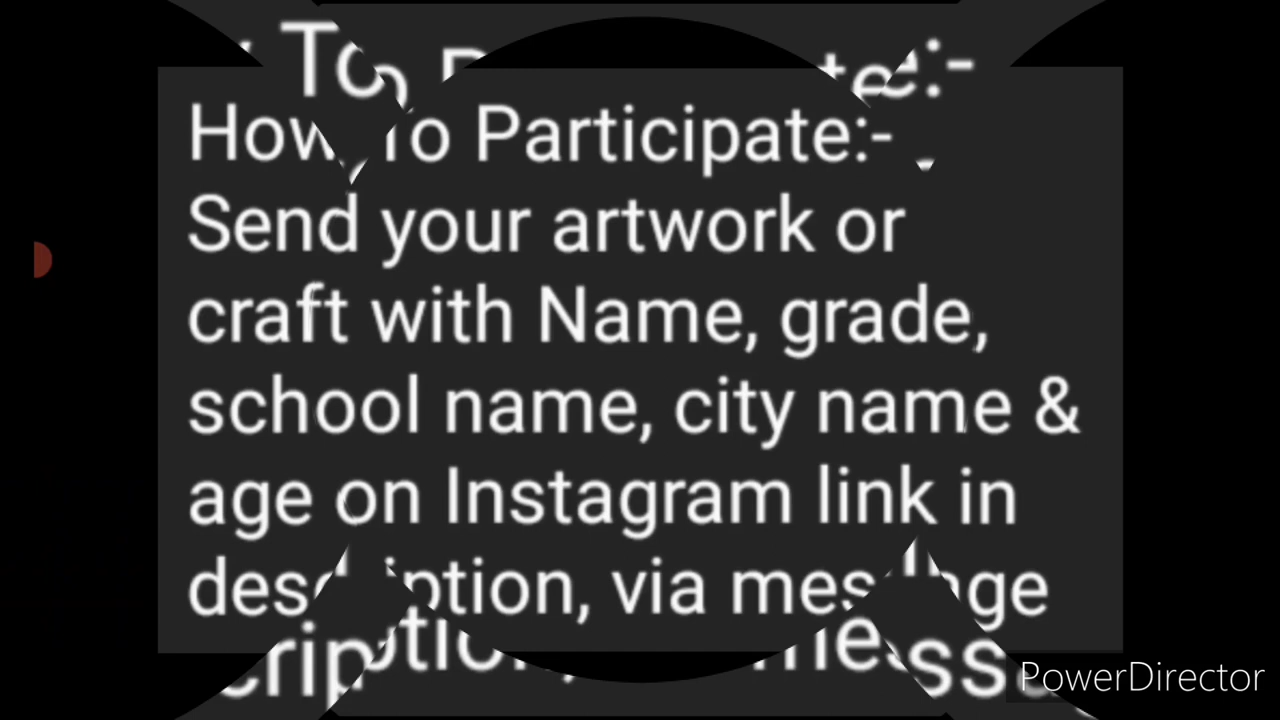 How To Participate:-
Send your artwork or
craft with Name, grade,
school name, city name &
age on Instagram link in
description, via message
PowerDirector